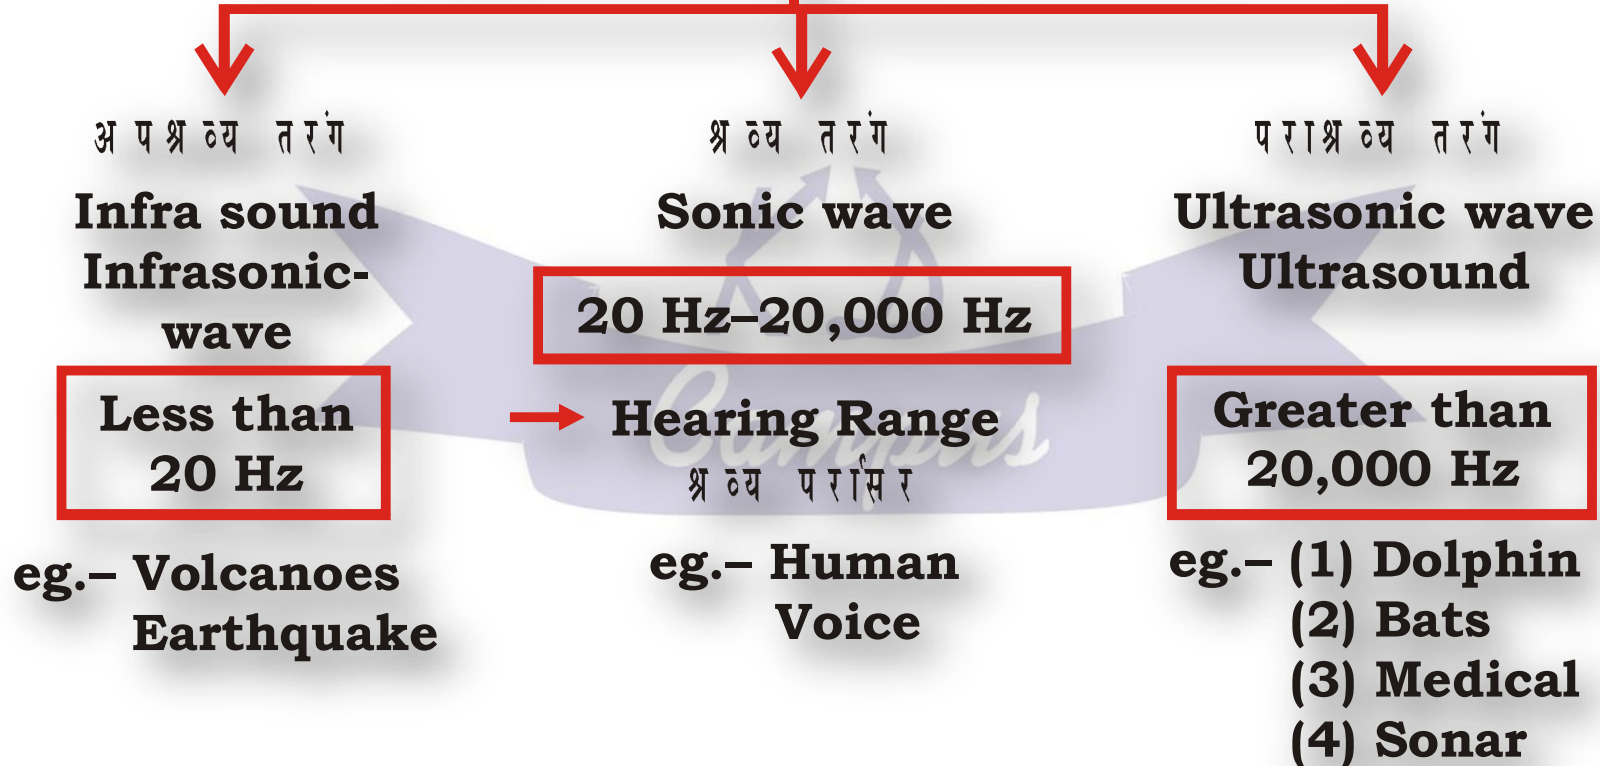 अपश्रव्य तरंग
Infra sound
Infrasonic-
wave
Less than
20 Hz
eg.– Volcanoes
Earthquake
श्रव्य तरंग
Sonic wave
20 Hz–20,000 Hz
Hearing Range
श्रव्य परासर
eg.– Human
Voice
पराश्रव्य तरंग
Ultrasonic wave
Ultrasound
Greater than
20,000 Hz
eg.– (1) Dolphin
(2) Bats
(3) Medical
(4) Sonar
KD
Campus